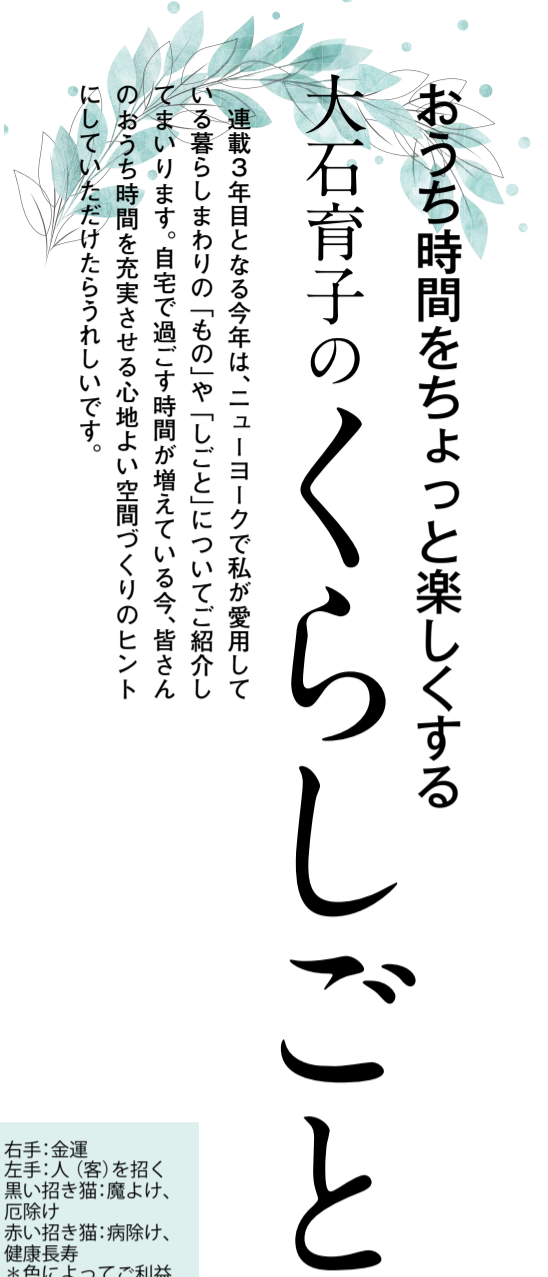 おうち時間をちょっと楽しくする
大石育子のくらしごと
連載3年目となる今年は、ニューヨークで私が愛用して
いる暮らしまわりの「もの」や「しごと」についてご紹介し
てまいります。自宅で過ごす時間が増えている今、皆さん
のおうち時間を充実させる心地よい空間づくりのヒント
にしていただけたらうれしいです。
右手：金運
左手：人（客）を招く
黒い招き猫：魔よけ、
厄除け
赤い招き猫：病除け、
健康長寿
＊色によってご利益